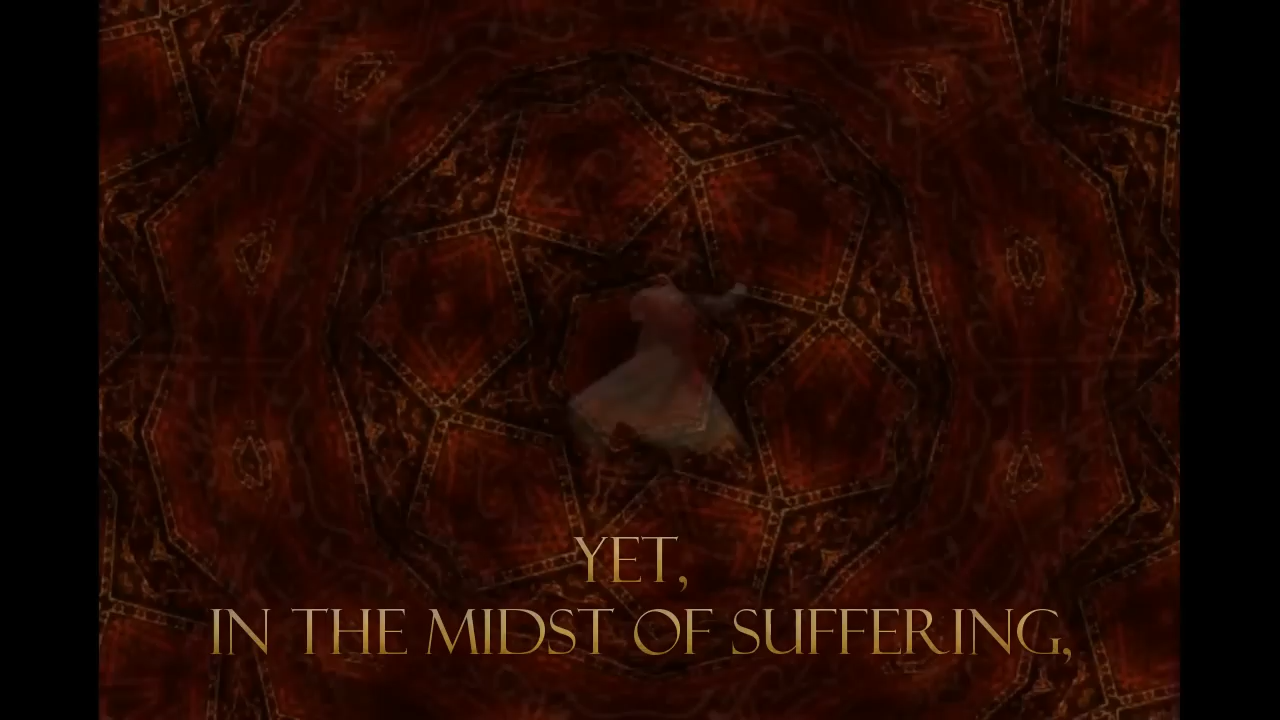 YET,
IN THE MIDST OF SUFFERING,